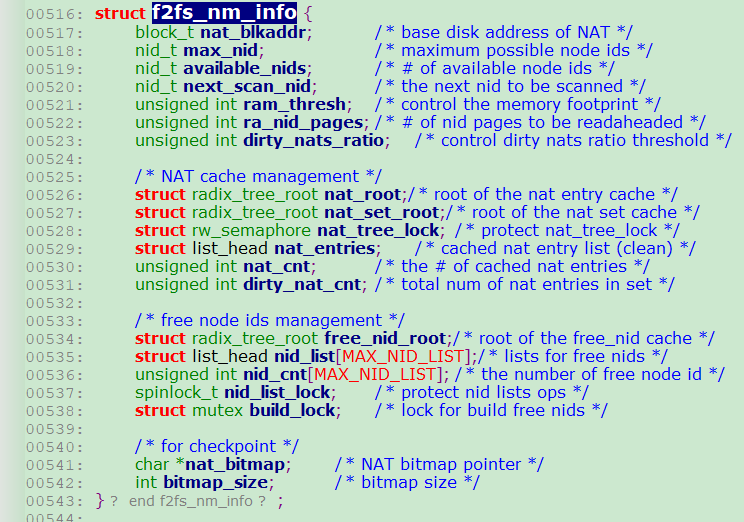 00516: struct f2fs_nm_info {
00517: block_t nat_blkaddr; /* base disk address of NAT */
00518: nid_t max_nid; /* maximum possible node ids */
00519: nid_t available_nids; /* # of available node ids */
00520: nid_t next_scan_nid; /* the next nid to be scanned */
00521: unsigned int ram_thresh; /* control the memory footprint */
00522: unsigned int ra_nid_pages; /* # of nid pages to be readaheaded */
00523: unsigned int dirty_nats_ratio; /* control dirty nats ratio threshold */
00524:
00525: /* NAT cache management */
00526: struct radix_tree_root nat_root;/* root of the nat entry cache */
00527: struct radix_tree_root nat_set_root;/* root of the nat set cache */
00528: struct rw_semaphore nat_tree_lock; /* protect nat_tree_lock */
00529: struct list_head nat_entries; /* cached nat entry list (clean) */
00530: unsigned int nat_cnt; /* the # of cached nat entries */
00531: unsigned int dirty_nat_cnt; /* total num of nat entries in set */
00532:
00533: /* free node ids management */
00534: struct radix_tree_root free_nid_root;/* root of the free_nid cache */
00535: struct list_head nid_list[MAX_NID_LIST];/* lists for free nids */
00536: unsigned int nid_cnt[MAX_NID_LIST]; /* the number of free node id */
00537: spinlock_t nid_list_lock; /* protect nid lists ops */
00538: struct mutex build_lock; /* lock for build free nids */
00539:
00540: /* for checkpoint */
00541: char *nat_bitmap; /* NAT bitmap pointer */
00542: int bitmap_size; /* bitmap size */
00543: } ? end f2fs_nm_info ? ;
00544: